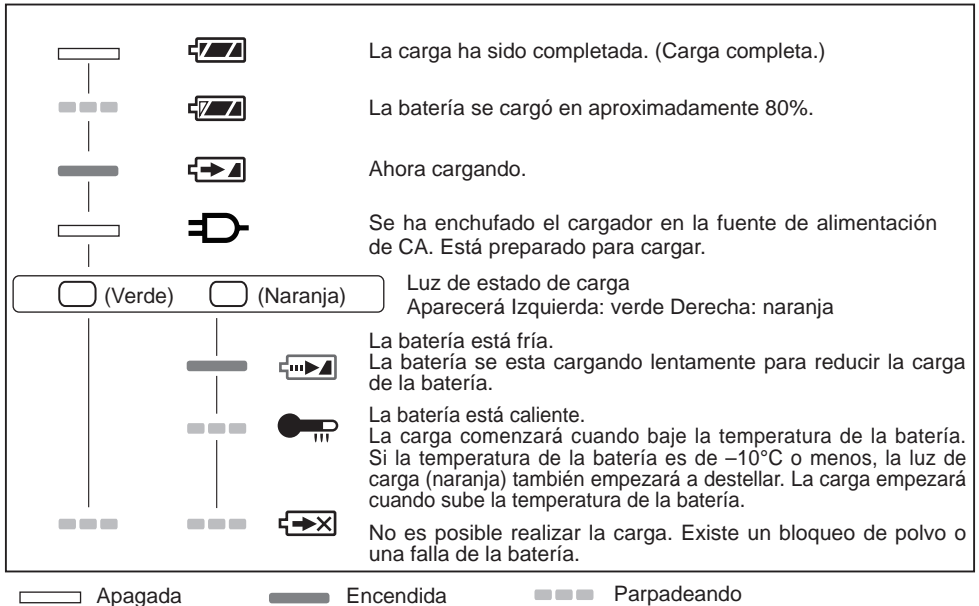 La carga ha sido completada. (Carga completa.)
La batería se cargó en aproximadamente 80%.
Ahora cargando.
Se ha enchufado el cargador en la fuente de alimentación
de CA. Está preparado para cargar.
(Verde) (Naranja)
Luz de estado de carga
Aparecerá Izquierda: verde Derecha: naranja
La batería está fría.
La batería se esta cargando lentamente para reducir la carga
de la batería.
La batería está caliente.
La carga comenzará cuando baje la temperatura de la batería.
Si la temperatura de la batería es de –10°C o menos, la luz de
carga (naranja) también empezará a destellar. La carga empezará
cuando sube la temperatura de la batería.
No es posible realizar la carga. Existe un bloqueo de polvo o
una falla de la batería.
Apagada Encendida Parpadeando